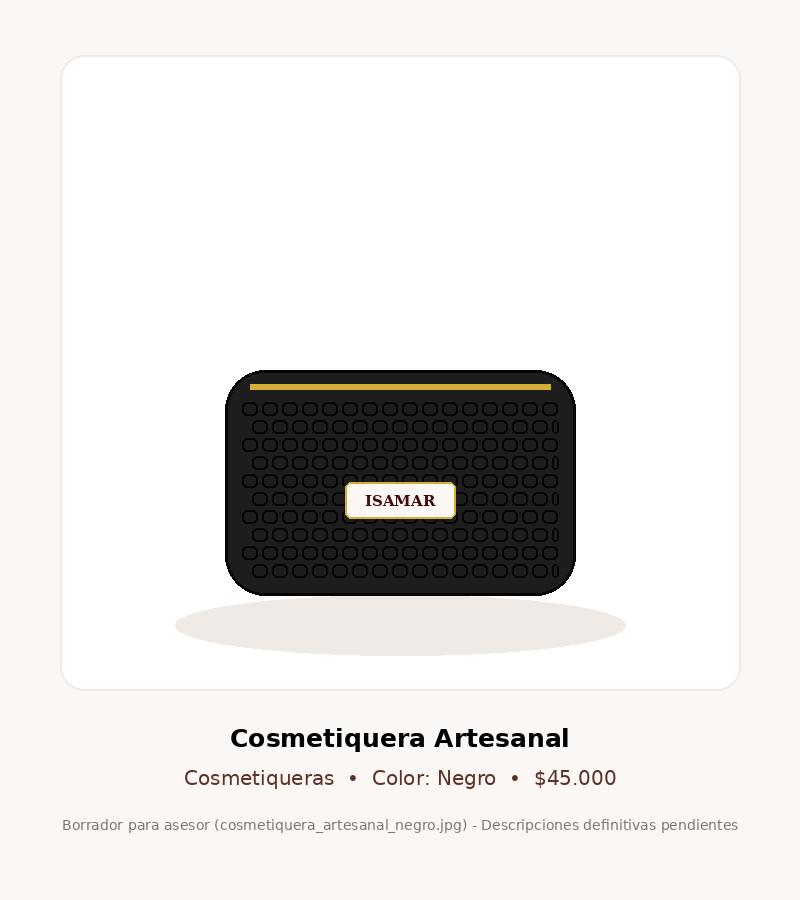 ISAMAR
Cosmetiquera Artesanal
Cosmetiqueras • Color: Negro • $45.000
Borrador para asesor (cosmetiquera_artesanal_negro.jpg) - Descripciones definitivas pendientes